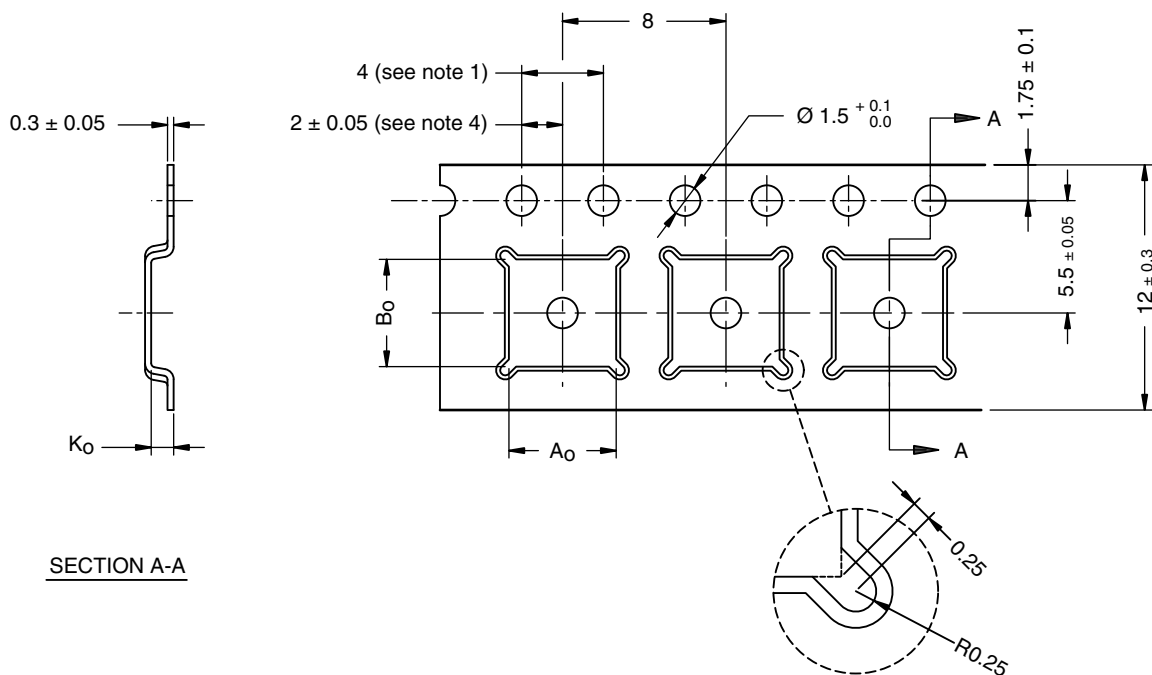 8
4 (see note 1)
0.3 ± 0.05
2 ± 0.05 (see note 4)
Ø 1.5 + 0.1
0.0
A
1.75 ± 0.1
5.5 ± 0.05
12 ± 0.3
Bo
Ko
Ao
A
SECTION A-A
0.25
R0.25